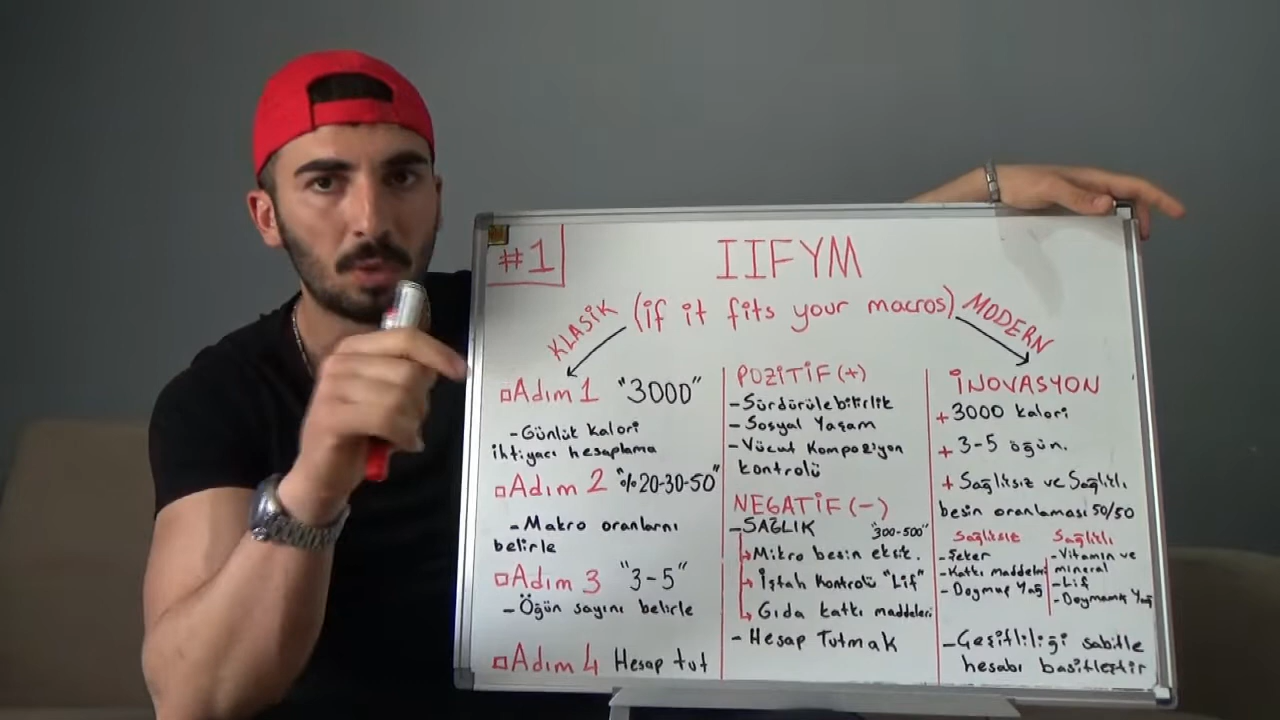 #1
IIFYM
(if it fits your macros)
KLASİK
MODERN
Adım 1 "3000"
-Günlük kalori
ihtiyacı hesaplama
Adım 2 "%20-30-50"
-Makro oranlarnı
belirle
Adım 3 "3-5"
-Öğün sayını belirle
Adım 4 Hesap tut
POZİTİF (+)
-Sürdürülebilirlik
-Sosyal Yaşam
-Vücut Kompozisyon
kontrolü
NEGATİF (-)
-SAĞLIK "300-500"
Mikro besin eksik.
İştah kontrolü "Lif"
Gıda katkı maddeleri
-Hesap Tutmak
İNOVASYON
+3000 kalori
+3-5 öğün.
+Sağlıksız ve Sağlıklı
besin oranlaması 50/50
Sağlıksız
-Şeker
-Katkı maddeleri
-Doymuş Yağ
Sağlıklı
-Vitamin ve
mineral
-Lif
-Doymamış Yağ
-Çeşitliliği sabitle
hesabı basitleştir